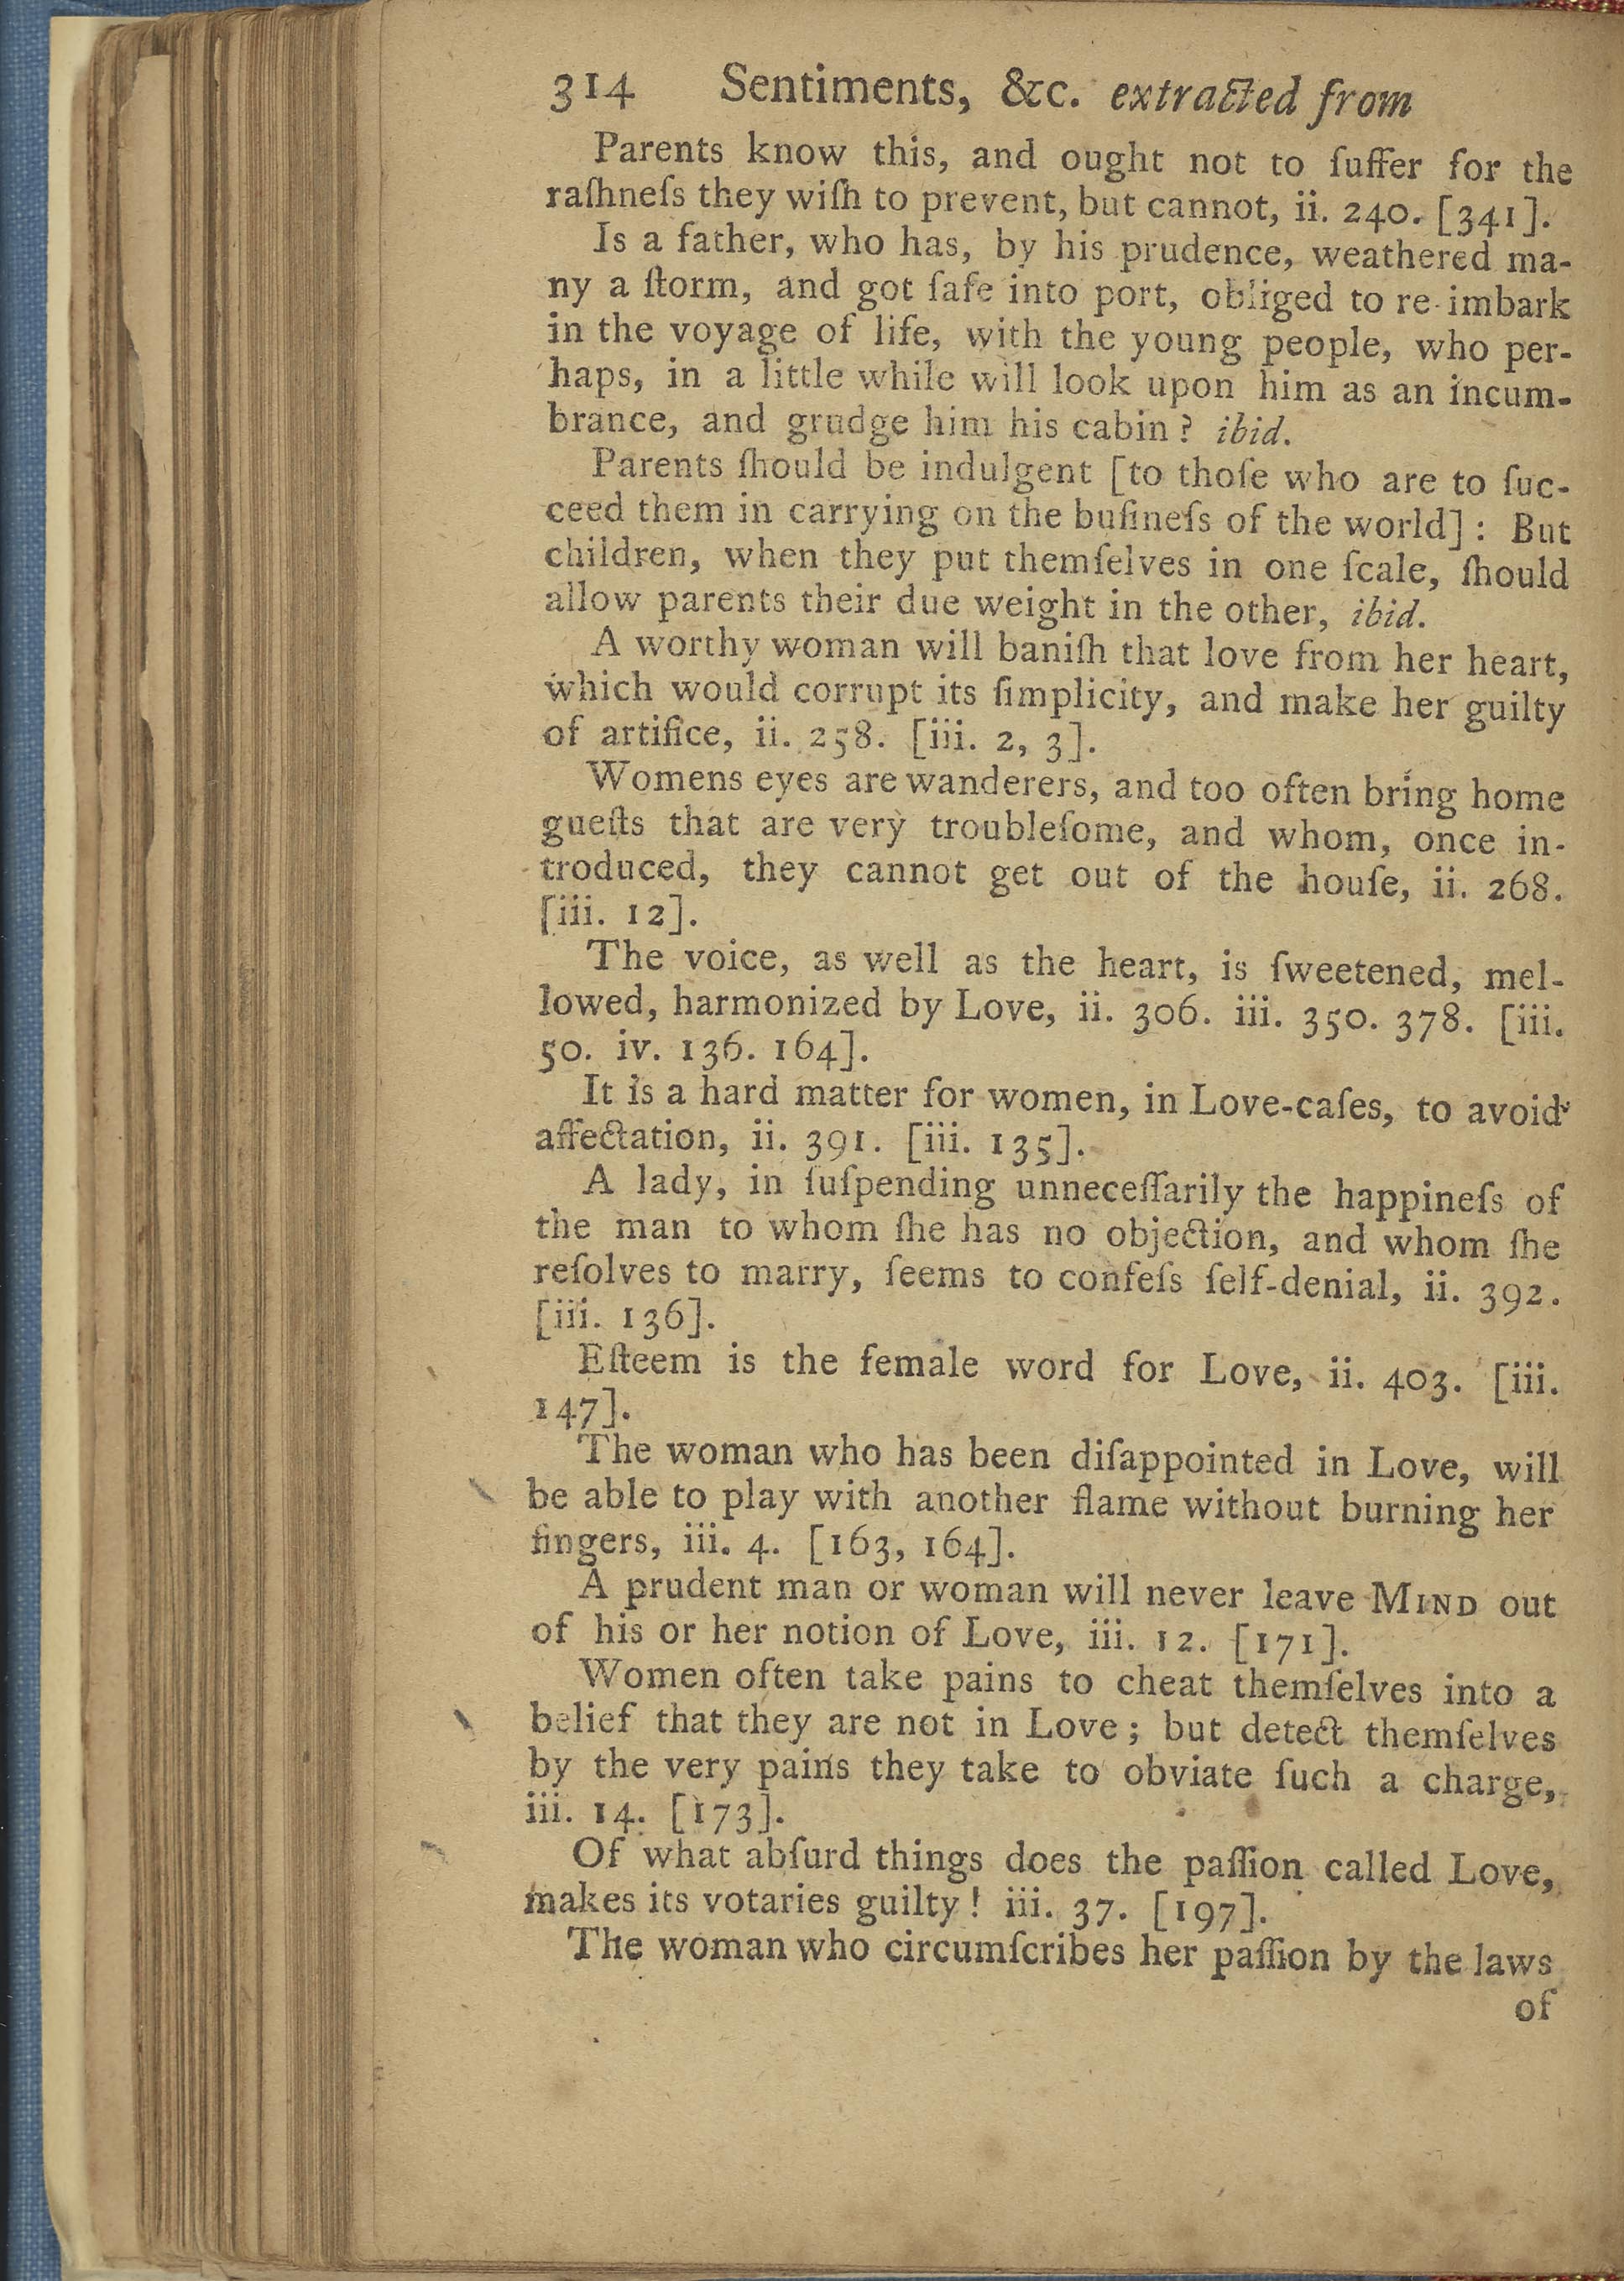 314 Sentiments, &c. extracted from
Parents know this, and ought not to ſuffer for the
raſhneſs they wiſh to prevent, but cannot, ii. 240. [341].
Is a father, who has, by his prudence, weathered ma-
ny a ſtorm, and got ſafe into port, obliged to re-imbark
in the voyage of life, with the young people, who per-
haps, in a little while will look upon him as an incum-
brance, and grudge him his cabin? ibid.
Parents ſhould be indulgent [to thoſe who are to ſuc-
ceed them in carrying on the buſineſs of the world]: But
children, when they put themſelves in one ſcale, ſhould
allow parents their due weight in the other, ibid.
A worthy woman will baniſh that love from her heart,
which would corrupt its ſimplicity, and make her guilty
of artifice, ii. 258. [iii. 2, 3].
Womens eyes are wanderers, and too often bring home
gueſts that are very troubleſome, and whom, once in-
troduced, they cannot get out of the houſe, ii. 268.
[iii. 12].
The voice, as well as the heart, is ſweetened, mel-
lowed, harmonized by Love, ii. 306. iii. 350. 378. [iii.
50. iv. 136. 164].
It is a hard matter for women, in Love-caſes, to avoid
affectation, ii. 391. [iii. 135].
A lady, in ſuſpending unneceſſarily the happineſs of
the man to whom ſhe has no objection, and whom ſhe
reſolves to marry, ſeems to confeſs ſelf-denial, ii. 392.
[iii. 136].
Eſteem is the female word for Love, ii. 403. [iii.
147].
The woman who has been diſappointed in Love, will
be able to play with another flame without burning her
fingers, iii. 4. [163, 164].
A prudent man or woman will never leave MIND out
of his or her notion of Love, iii. 12. [171].
Women often take pains to cheat themſelves into a
belief that they are not in Love; but detect themſelves
by the very pains they take to obviate ſuch a charge,
iii. 14. [173].
Of what abſurd things does the paſſion called Love,
makes its votaries guilty! iii. 37. [197].
The woman who circumſcribes her paſſion by the laws
of